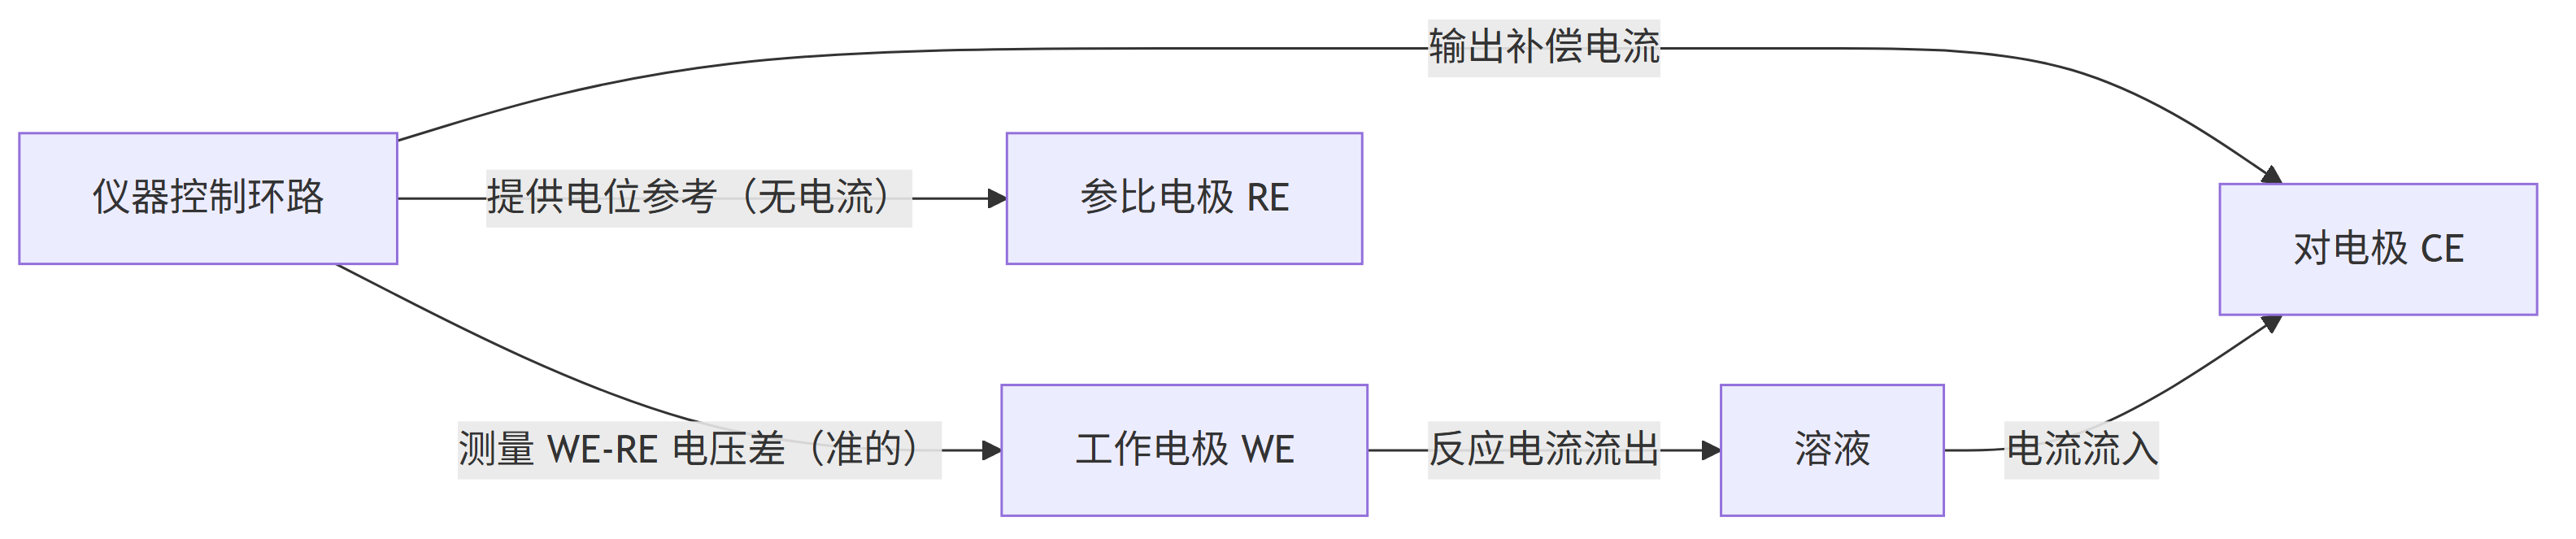 输出补偿电流
仪器控制环路
提供电位参考（无电流）
参比电极 RE
对电极 CE
测量 WE-RE 电压差（准的）
工作电极 WE
反应电流流出
溶液
电流流入